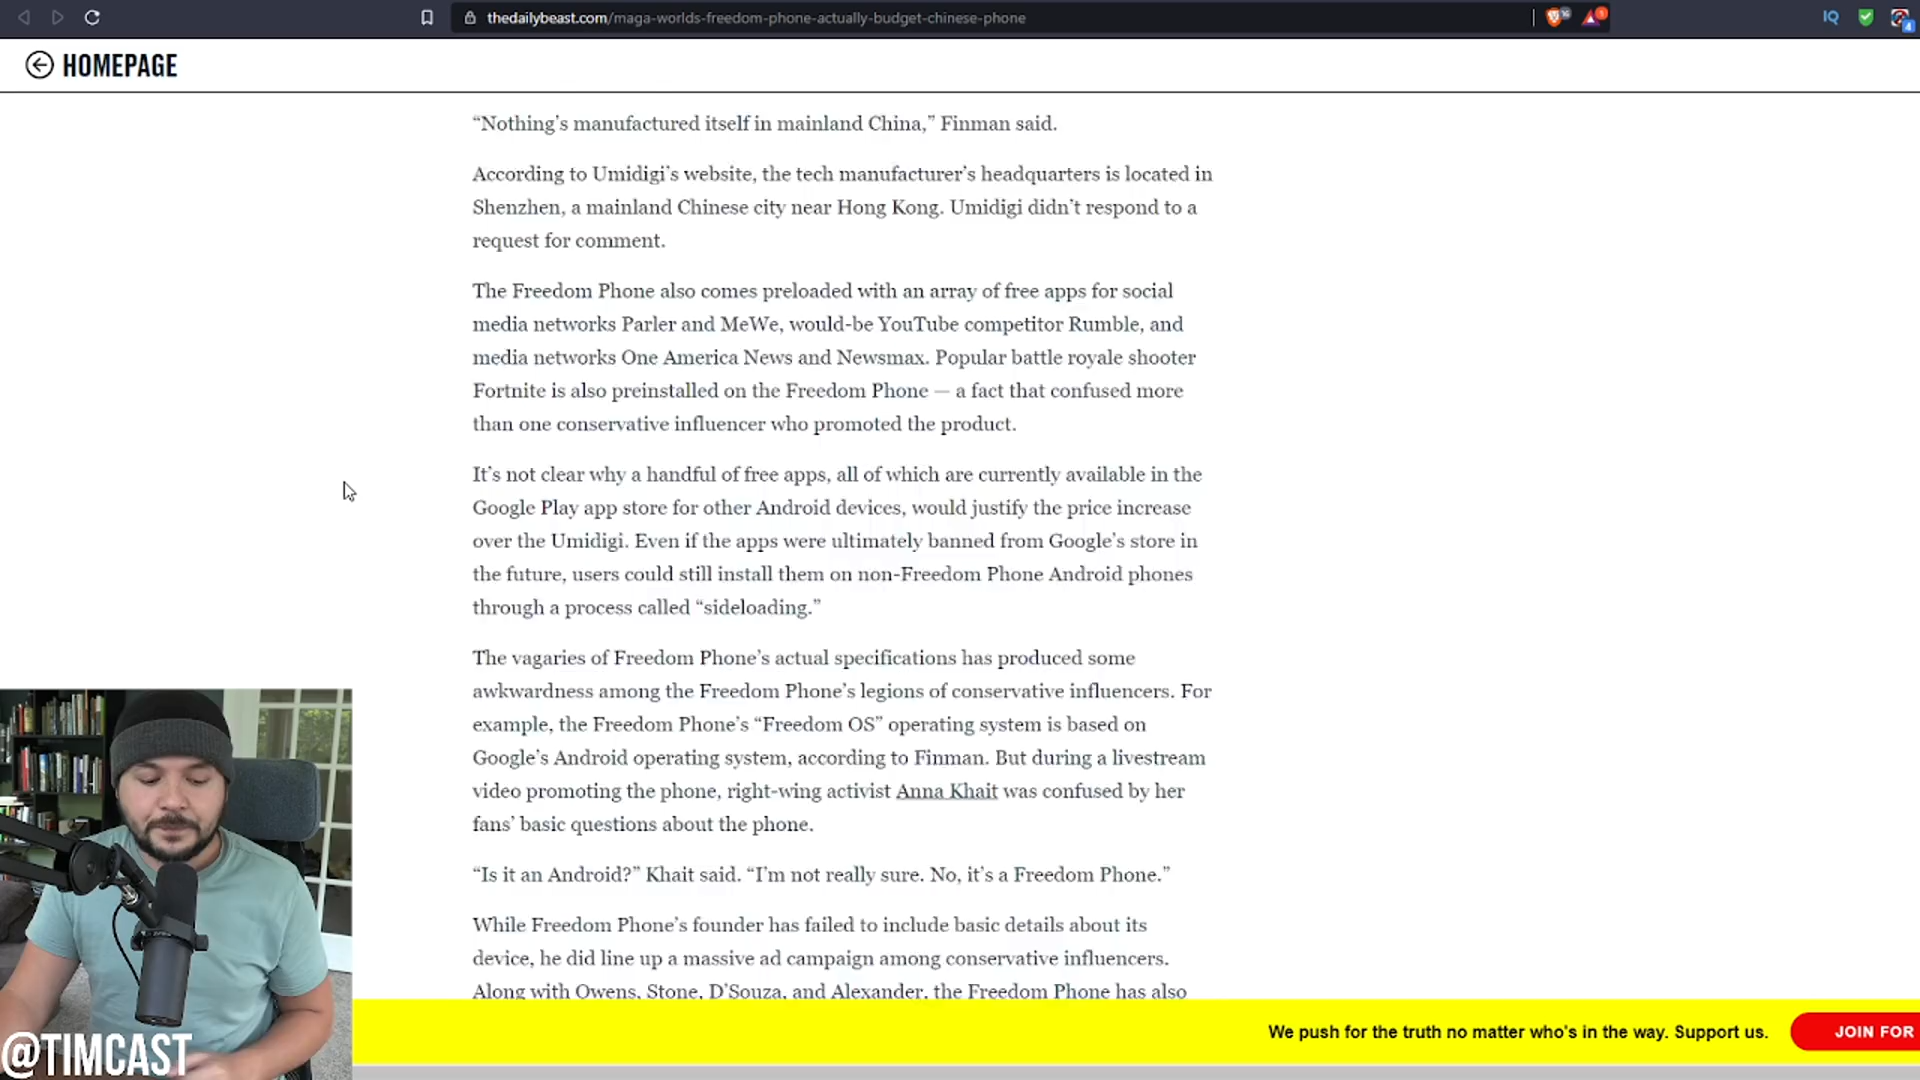 thedailybeast.com/maga-worlds-freedom-phone-actually-budget-chinese-phone
IQ
HOMEPAGE
“Nothing’s manufactured itself in mainland China,” Finman said.
According to Umidigi’s website, the tech manufacturer’s headquarters is located in
Shenzhen, a mainland Chinese city near Hong Kong. Umidigi didn’t respond to a
request for comment.
The Freedom Phone also comes preloaded with an array of free apps for social
media networks Parler and MeWe, would-be YouTube competitor Rumble, and
media networks One America News and Newsmax. Popular battle royale shooter
Fortnite is also preinstalled on the Freedom Phone — a fact that confused more
than one conservative influencer who promoted the product.
It’s not clear why a handful of free apps, all of which are currently available in the
Google Play app store for other Android devices, would justify the price increase
over the Umidigi. Even if the apps were ultimately banned from Google’s store in
the future, users could still install them on non-Freedom Phone Android phones
through a process called “sideloading.”
The vagaries of Freedom Phone’s actual specifications has produced some
awkwardness among the Freedom Phone’s legions of conservative influencers. For
example, the Freedom Phone’s “Freedom OS” operating system is based on
Google’s Android operating system, according to Finman. But during a livestream
video promoting the phone, right-wing activist Anna Khait was confused by her
fans’ basic questions about the phone.
“Is it an Android?” Khait said. “I’m not really sure. No, it’s a Freedom Phone.”
While Freedom Phone’s founder has failed to include basic details about its
device, he did line up a massive ad campaign among conservative influencers.
Along with Owens, Stone, D’Souza, and Alexander, the Freedom Phone has also
We push for the truth no matter who's in the way. Support us.
JOIN FOR
@TIMCAST